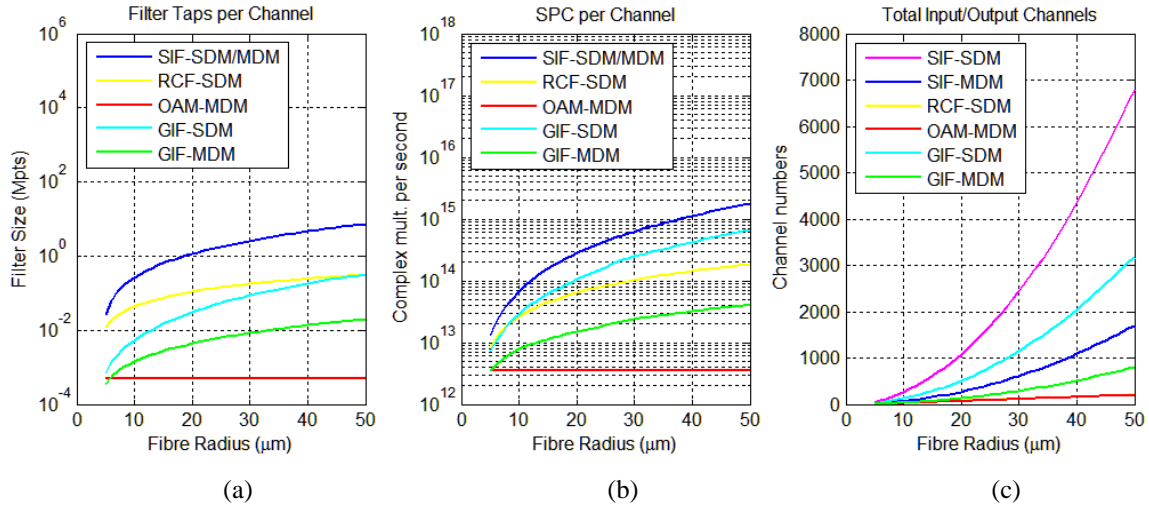 Filter Taps per Channel
Filter Size (Mpts)
10^6
10^4
10^2
10^0
10^-2
10^-4
SIF-SDM/MDM
RCF-SDM
OAM-MDM
GIF-SDM
GIF-MDM
0 10 20 30 40 50
Fibre Radius (μm)
(a)
SPC per Channel
Complex mult. per second
10^18
10^17
10^16
10^15
10^14
10^13
10^12
SIF-SDM/MDM
RCF-SDM
OAM-MDM
GIF-SDM
GIF-MDM
0 10 20 30 40 50
Fibre Radius (μm)
(b)
Total Input/Output Channels
Channel numbers
8000
7000
6000
5000
4000
3000
2000
1000
0
SIF-SDM
SIF-MDM
RCF-SDM
OAM-MDM
GIF-SDM
GIF-MDM
0 10 20 30 40 50
Fibre Radius (μm)
(c)